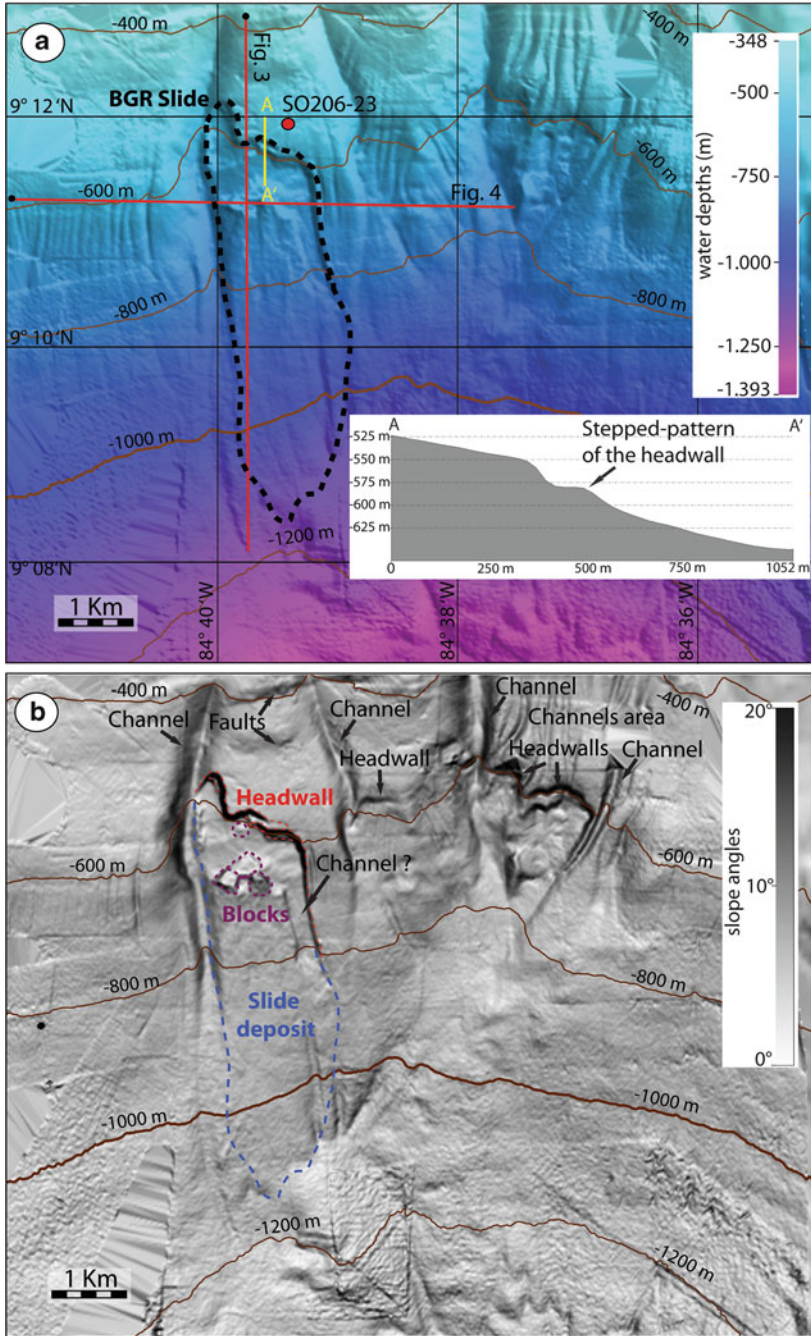 a
-400 m
-400 m
Fig. 3
9° 12 ‘N
BGR Slide
A
SO206-23
A‘
-600 m
-600 m
Fig. 4
-800 m
-800 m
9° 10 ‘N
-1000 m
-1200 m
9° 08 ‘N
1 Km
84° 40 ‘W
84° 38 ‘W
84° 36 ‘W
water depths (m)
-348
-500
-750
-1.000
-1.250
-1.393
A
A‘
Stepped-pattern
of the headwall
-525 m
-550 m
-575 m
-600 m
-625 m
0
250 m
500 m
750 m
1052 m
b
-400 m
-400 m
Channel
Faults
Channel
Channel
Channels area
Headwall
Headwalls
Channel
Headwall
-600 m
-600 m
Channel ?
Blocks
-800 m
-800 m
Slide
deposit
-1000 m
-1000 m
-1200 m
-1200 m
1 Km
slope angles
20°
10°
0°